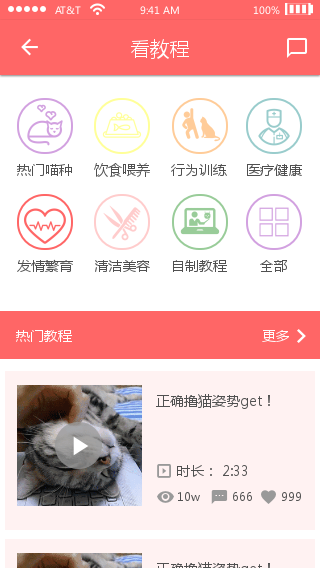 AT&T 9:41 AM 100%
看教程
热门喵种 饮食喂养 行为训练 医疗健康
发情繁育 清洁美容 自制教程 全部
热门教程 更多
正确撸猫姿势get！
时长： 2:33
10w 666 999
正确撸猫姿势get！